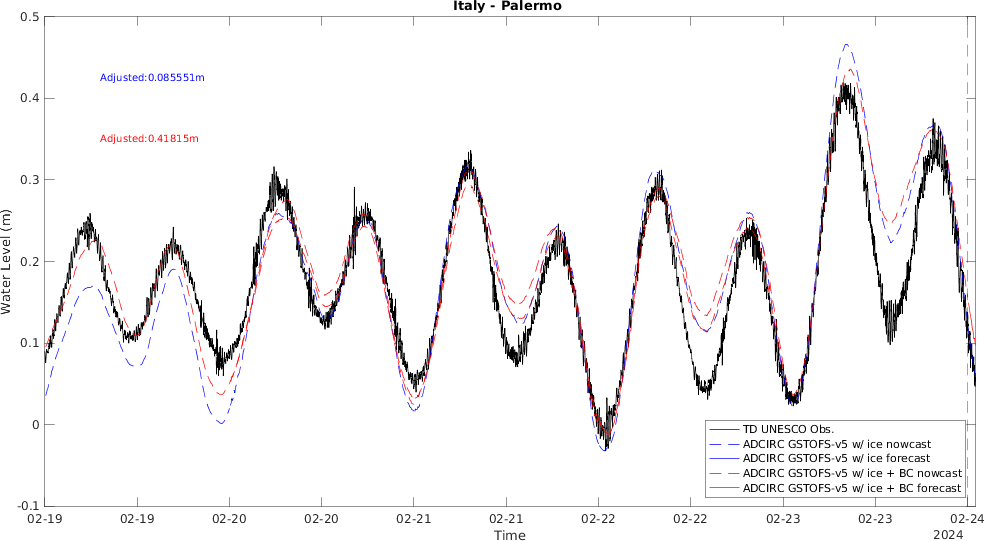 Italy - Palermo
0.5
Adjusted:0.085551m
0.4
Adjusted:0.41815m
0.3
Water Level (m)
0.2
0.1
0
-0.1
TD UNESCO Obs.
ADCIRC GSTOFS-v5 w/ ice nowcast
ADCIRC GSTOFS-v5 w/ ice forecast
ADCIRC GSTOFS-v5 w/ ice + BC nowcast
ADCIRC GSTOFS-v5 w/ ice + BC forecast
02-19 02-19 02-20 02-20 02-21 02-21 02-22 02-22 02-23 02-23 02-24
Time
2024